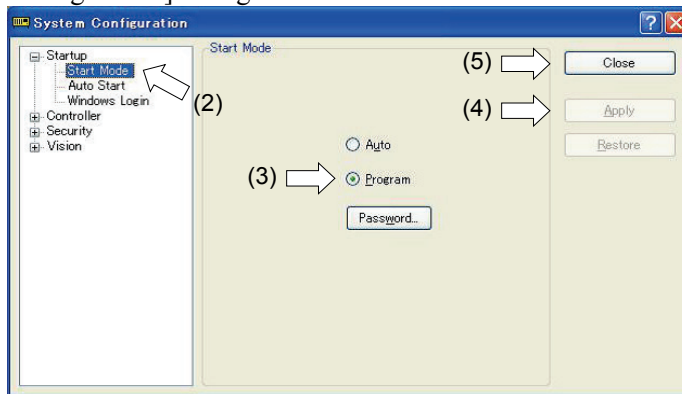 System Configuration
Startup
Start Mode
Auto Start
Windows Login
Controller
Security
Vision
(2)
Start Mode
Auto
(3)
Program
Password...
(5)
Close
(4)
Apply
Restore